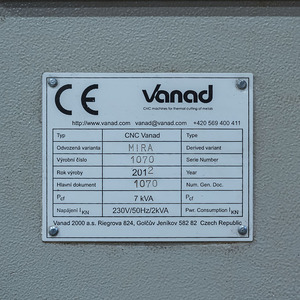 CE
Vanad
CNC machines for thermal cutting of metals
http://www.vanad.com vanad@vanad.com +420 569 400 411
Typ CNC Vanad Type
Odvozená varianta MIRA Derived variant
Výrobní číslo 1070 Serial Number
Rok výroby 2012 Year
Hlavní dokument 1070 Num. Gen. Doc.
Pcf 7 kVA Pcf
Napájení IKN 230V/50Hz/2kVA Pwr. Consumption IKN
Vanad 2000 a.s. Riegrova 824, Golčův Jeníkov 582 82 Czech Republic